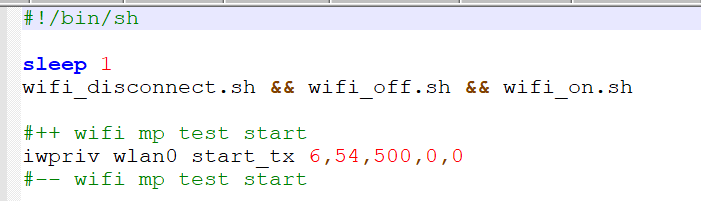 #!/bin/sh
sleep 1
wifi_disconnect.sh && wifi_off.sh && wifi_on.sh
#++ wifi mp test start
iwpriv wlan0 start_tx 6,54,500,0,0
#-- wifi mp test start